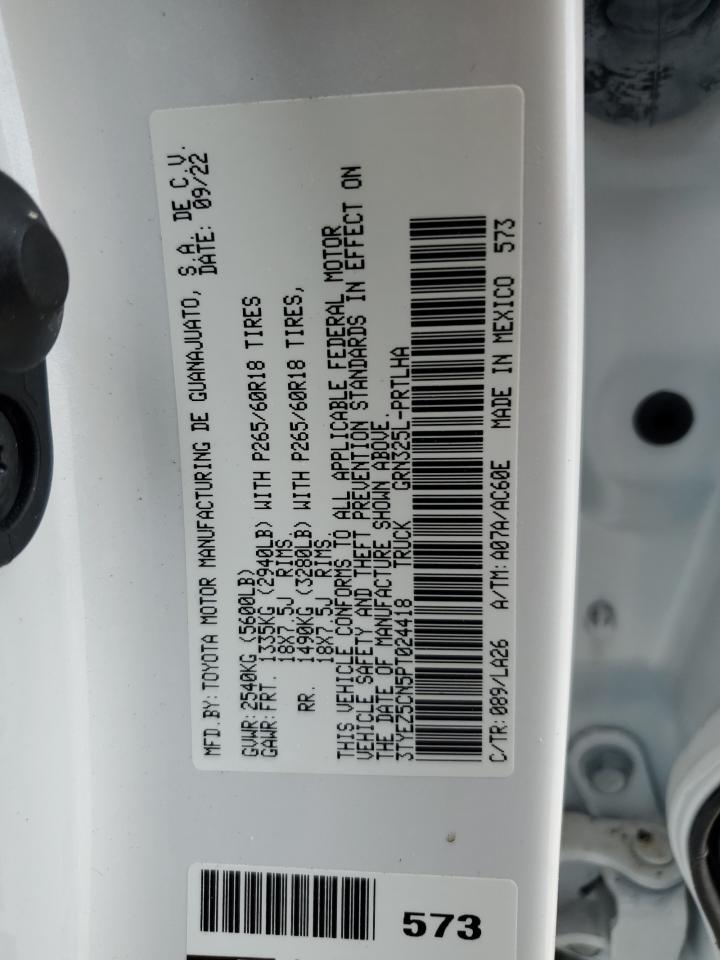 MFD. BY: TOYOTA MOTOR MANUFACTURING DE GUANAJUATO, S.A. DE C.V.
DATE: 09/22
GVWR: 2540KG (5600LB)
GAWR: FRT. 1335KG (2940LB) WITH P265/60R18 TIRES
18X7.5J RIMS.
RR. 1490KG (3280LB) WITH P265/60R18 TIRES,
18X7.5J RIMS.
THIS VEHICLE CONFORMS TO ALL APPLICABLE FEDERAL MOTOR
VEHICLE SAFETY AND THEFT PREVENTION STANDARDS IN EFFECT ON
THE DATE OF MANUFACTURE SHOWN ABOVE.
3TYEZ5CN5PT024418 TRUCK GRN325L-PRTLHA
C/TR: 089/LA26 A/TM: A07A/AC60E MADE IN MEXICO 573
573